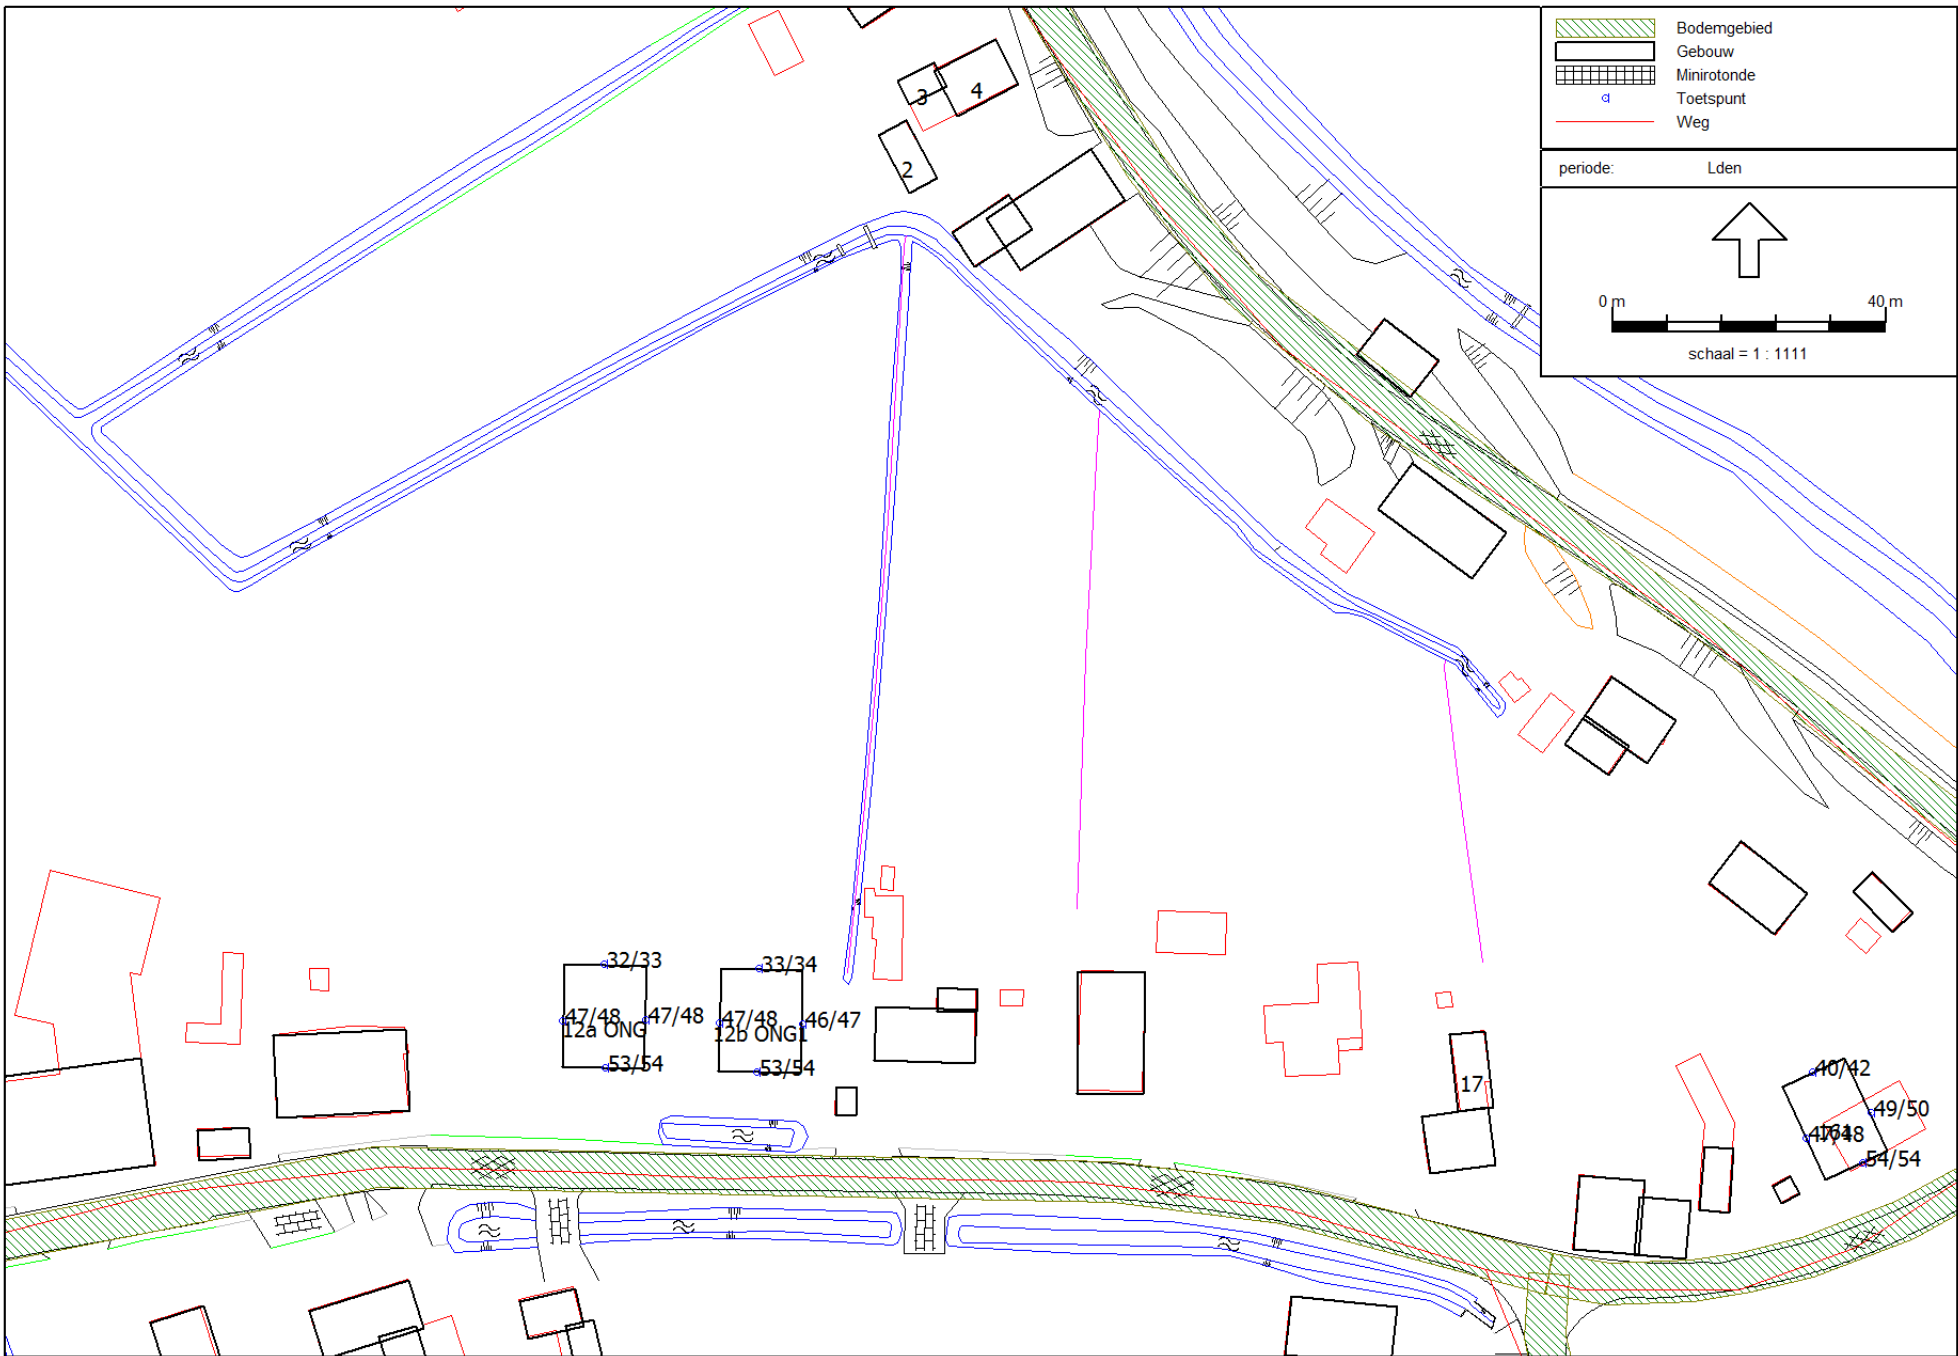 Bodemgebied
Gebouw
Minirotonde
Toetspunt
Weg
periode: Lden
0 m 40 m
schaal = 1 : 1111
3
4
2
32/33
33/34
47/48
47/48
47/48
46/47
12a ONG
12b ONG1
53/54
53/54
17
40/42
49/50
47/48
54/54